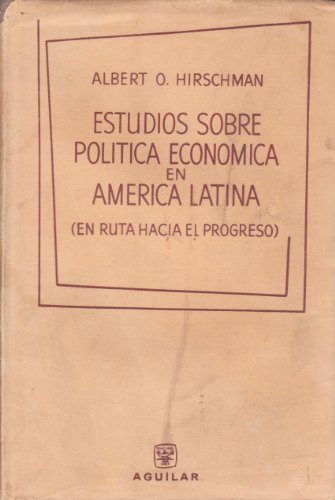 ALBERT O. HIRSCHMAN
ESTUDIOS SOBRE
POLITICA ECONOMICA
EN
AMERICA LATINA
(EN RUTA HACIA EL PROGRESO)
AGUILAR